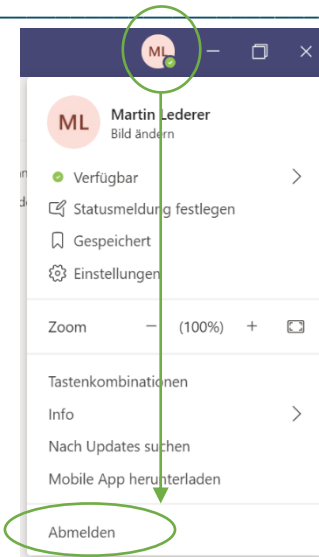 ML
ML
Martin Lederer
Bild ändern
Verfügbar
Statusmeldung festlegen
Gespeichert
Einstellungen
Zoom – (100%) +
Tastenkombinationen
Info
Nach Updates suchen
Mobile App herunterladen
Abmelden